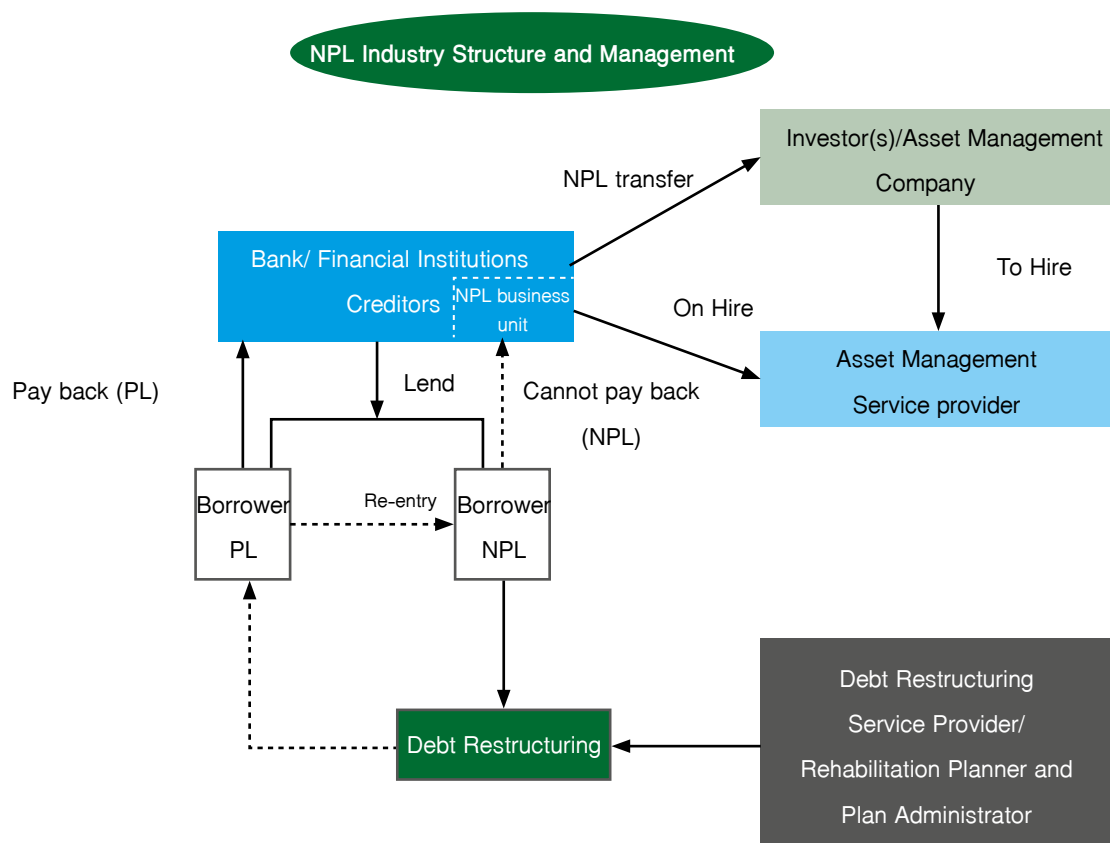 NPL Industry Structure and Management
Investor(s)/Asset Management
Company
NPL transfer
Bank/ Financial Institutions
Creditors
NPL business
unit
To Hire
On Hire
Asset Management
Service provider
Pay back (PL)
Lend
Cannot pay back
(NPL)
Borrower
PL
Re-entry
Borrower
NPL
Debt Restructuring
Debt Restructuring
Service Provider/
Rehabilitation Planner and
Plan Administrator